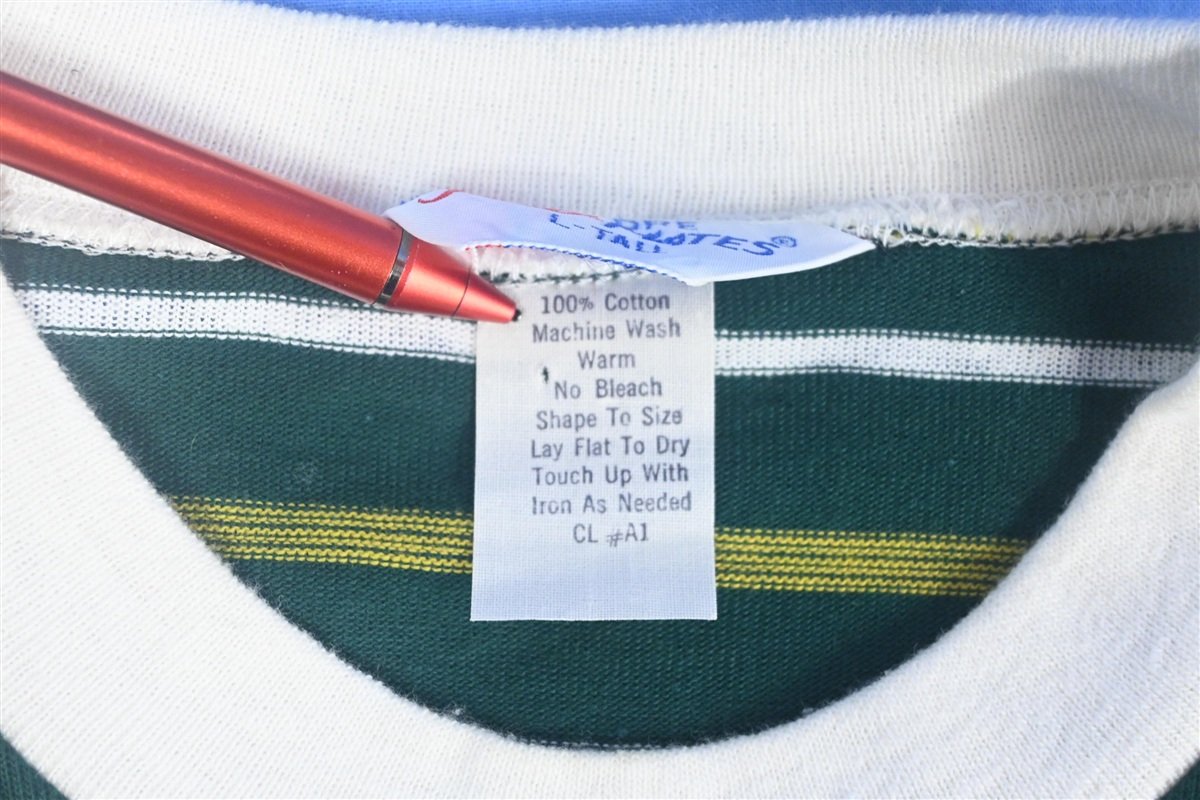 TALL
100% Cotton
Machine Wash
Warm
No Bleach
Shape To Size
Lay Flat To Dry
Touch Up With
Iron As Needed
CL #A1